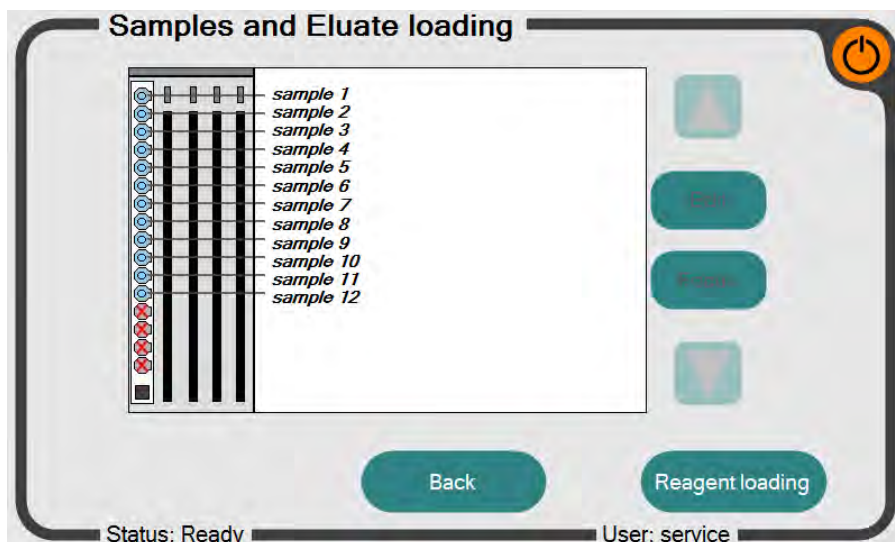 Samples and Eluate loading
sample 1
sample 2
sample 3
sample 4
sample 5
sample 6
sample 7
sample 8
sample 9
sample 10
sample 11
sample 12
Back
Reagent loading
Status: Ready
User: service